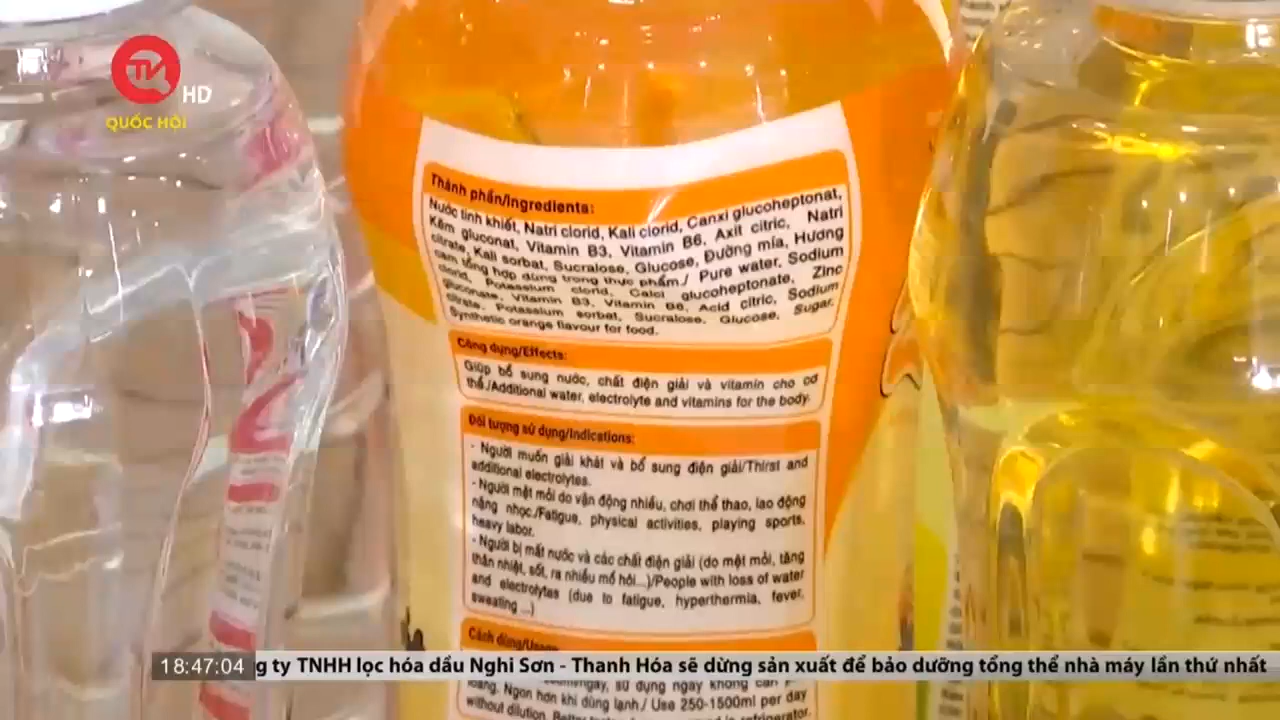 TV HD
QUỐC HỘI
Thành phần/Ingredients:
Nước tinh khiết, Natri clorid, Kali clorid, Canxi glucoheptonat,
Kẽm gluconat, Vitamin B3, Vitamin B6, Axit citric, Natri
citrate, Kali sorbat, Sucralose, Glucose, Đường mía, Hương
cam tổng hợp dùng trong thực phẩm./ Pure water, Sodium
clorid, Potassium clorid, Calci glucoheptonate, Zinc
gluconate, Vitamin B3, Vitamin B6, Acid citric, Sodium
citrate, Potassium sorbat, Sucralose, Glucose, Sugar,
Synthetic orange flavour for food.
Công dụng/Effects:
Giúp bổ sung nước, chất điện giải và vitamin cho cơ
thể./Additional water, electrolyte and vitamins for the body.
Đối tượng sử dụng/Indications:
- Người muốn giải khát và bổ sung điện giải/Thirst and
additional electrolytes.
- Người mệt mỏi do vận động nhiều, chơi thể thao, lao động
nặng nhọc./Fatigue, physical activities, playing sports,
heavy labor.
- Người bị mất nước và các chất điện giải (do mệt mỏi, tăng
thân nhiệt, sốt, ra nhiều mồ hôi...)/People with loss of water
and electrolytes (due to fatigue, hyperthermia, fever,
sweating ...)
Cách dùng/Usage
18:47:04 g ty TNHH lọc hóa dầu Nghi Sơn - Thanh Hóa sẽ dừng sản xuất để bảo dưỡng tổng thể nhà máy lần thứ nhất
sử dụng ngay không cần
loãng. Ngon hơn khi dùng lạnh./ Use 250-1500ml per day
without dilution. refrigerator.